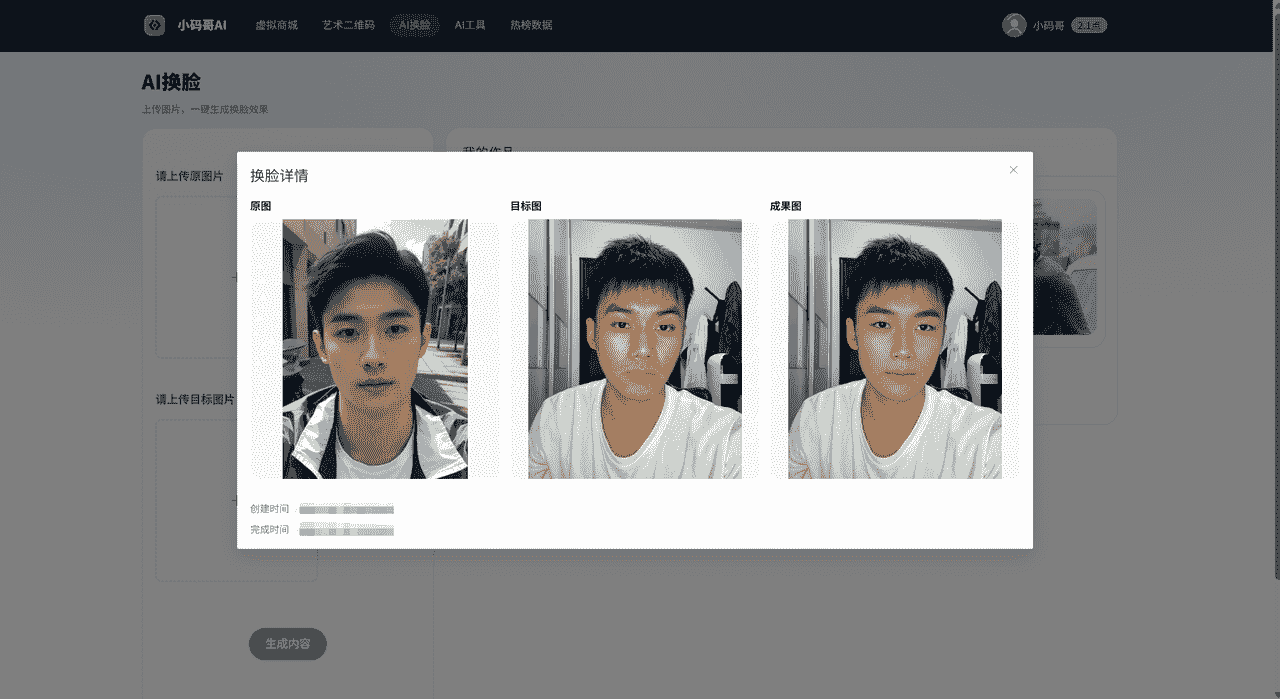 小码哥AI
虚拟商城
艺术二维码
AI换脸
AI工具
热榜数据
小码哥
AI换脸
上传图片，一键生成换脸效果
我的作品
请上传原图片
换脸详情
原图
目标图
成果图
请上传目标图片
创建时间
完成时间
生成内容